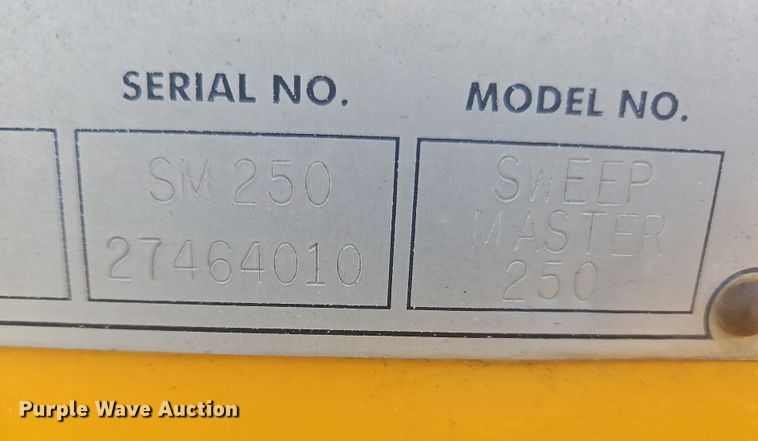 SERIAL NO.
SM 250
27464010
MODEL NO.
SWEEP
MASTER
250
Purple Wave Auction